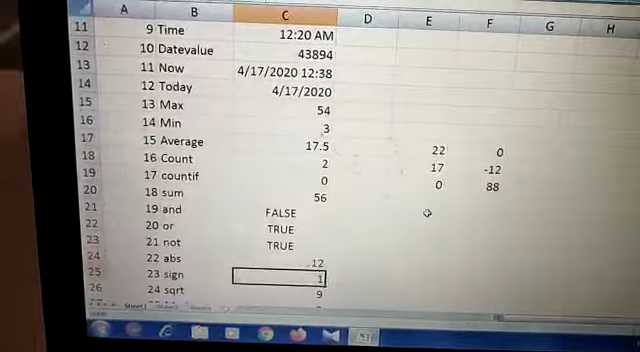 A B C D E F G H
11 9 Time 12:20 AM
12 10 Datevalue 43894
13 11 Now 4/17/2020 12:38
14 12 Today 4/17/2020
15 13 Max 54
16 14 Min 3
17 15 Average 17.5 22 0
18 16 Count 2 17 -12
19 17 countif 0 0 88
20 18 sum 56
21 19 and FALSE
22 20 or TRUE
23 21 not TRUE
24 22 abs 12
25 23 sign 1
26 24 sqrt 9
Sheet1